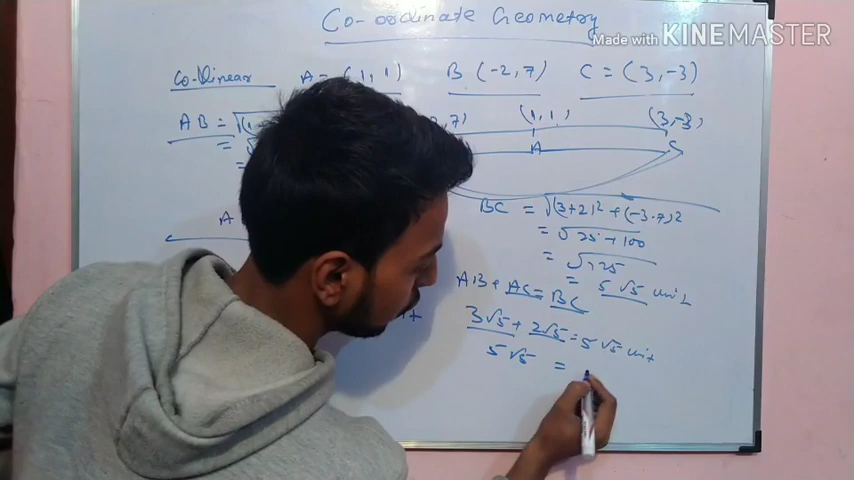 Co-ordinate Geometry
Made with KINEMASTER
Co-linear A = (1,1) B (-2,7) C = (3,-3)
AB = √(1
= √
=
,7) (1,1) (3,-3)
A C
BC = √(3+2)² + (-3-7)²
= √25+100
= √125
= 5√5 unit
A
AB + AC = BC
3√5 + 2√5 = 5√5 unit
5√5 =